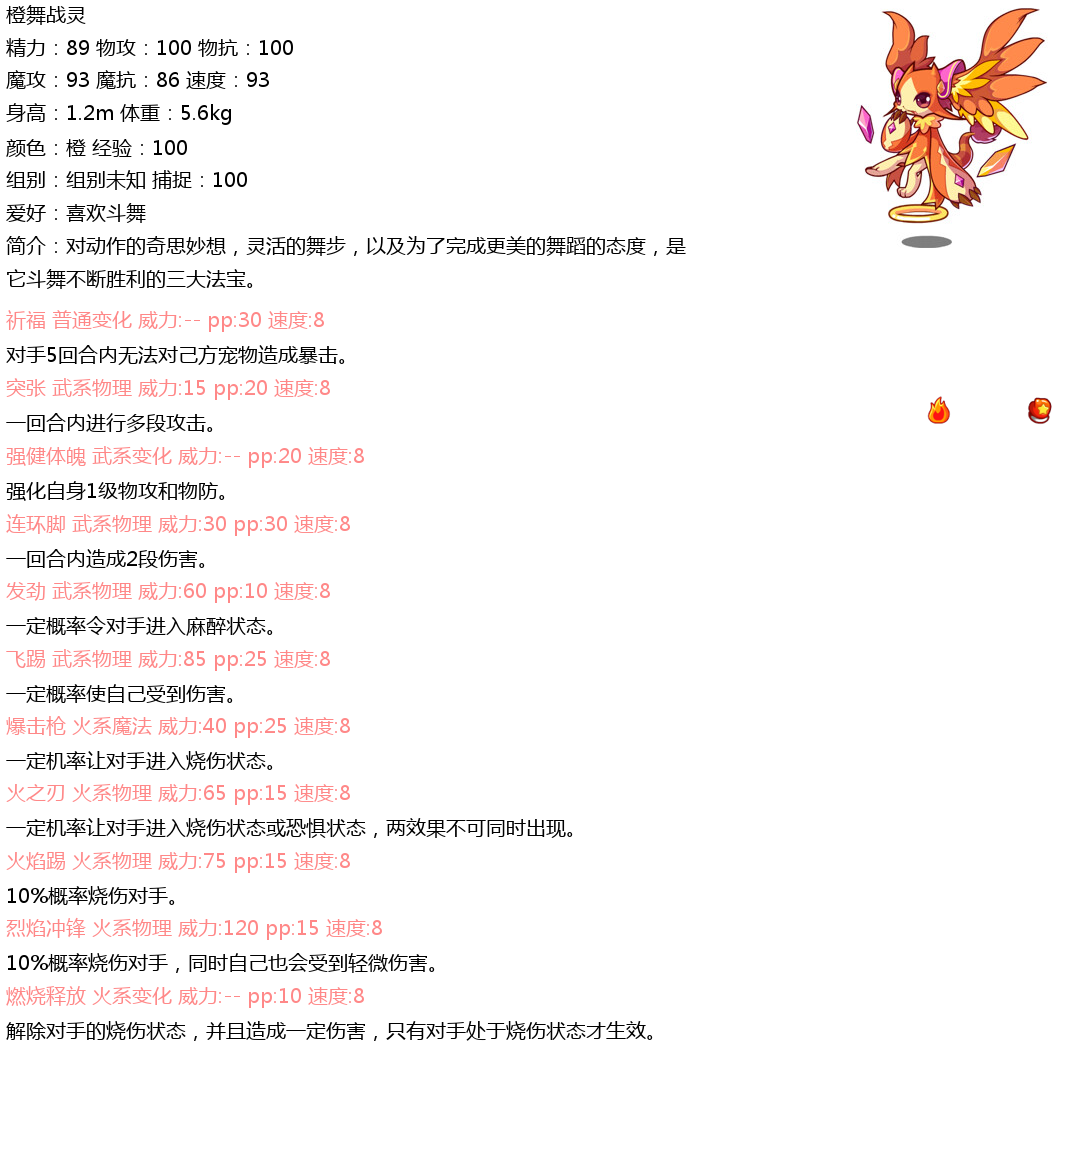 橙舞战灵
精力：89 物攻：100 物抗：100
魔攻：93 魔抗：86 速度：93
身高：1.2m 体重：5.6kg
颜色：橙 经验：100
组别：组别未知 捕捉：100
爱好：喜欢斗舞
简介：对动作的奇思妙想，灵活的舞步，以及为了完成更美的舞蹈的态度，是
它斗舞不断胜利的三大法宝。
祈福 普通变化 威力:-- pp:30 速度:8
对手5回合内无法对己方宠物造成暴击。
突张 武系物理 威力:15 pp:20 速度:8
一回合内进行多段攻击。
强健体魄 武系变化 威力:-- pp:20 速度:8
强化自身1级物攻和物防。
连环脚 武系物理 威力:30 pp:30 速度:8
一回合内造成2段伤害。
发劲 武系物理 威力:60 pp:10 速度:8
一定概率令对手进入麻醉状态。
飞踢 武系物理 威力:85 pp:25 速度:8
一定概率使自己受到伤害。
爆击枪 火系魔法 威力:40 pp:25 速度:8
一定机率让对手进入烧伤状态。
火之刃 火系物理 威力:65 pp:15 速度:8
一定机率让对手进入烧伤状态或恐惧状态，两效果不可同时出现。
火焰踢 火系物理 威力:75 pp:15 速度:8
10%概率烧伤对手。
烈焰冲锋 火系物理 威力:120 pp:15 速度:8
10%概率烧伤对手，同时自己也会受到轻微伤害。
燃烧释放 火系变化 威力:-- pp:10 速度:8
解除对手的烧伤状态，并且造成一定伤害，只有对手处于烧伤状态才生效。